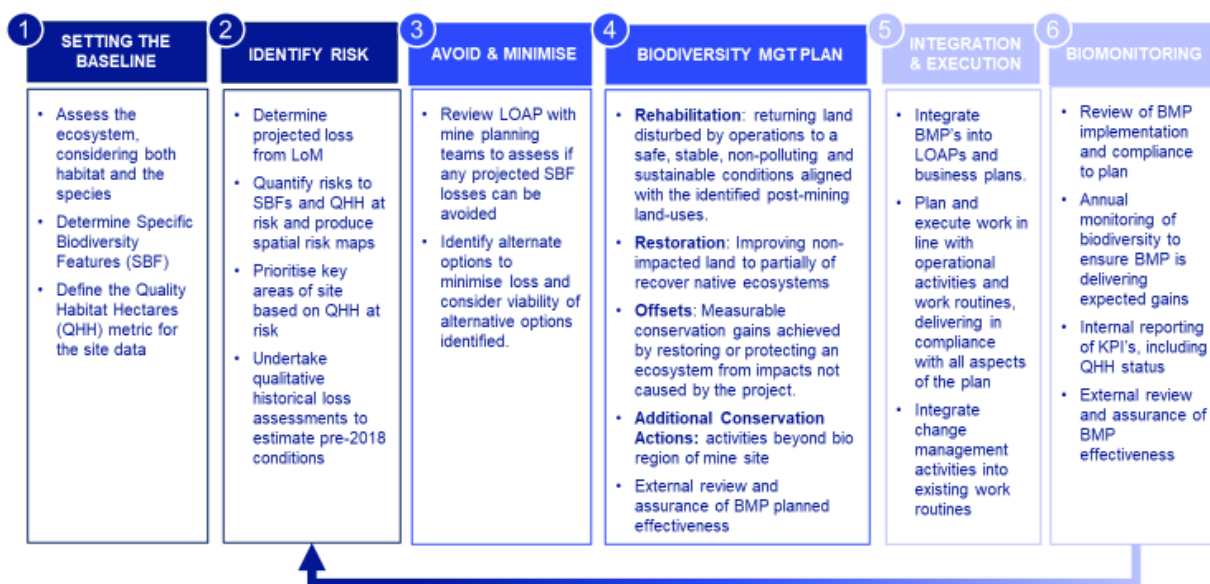 1
SETTING THE
BASELINE
• Assess the
ecosystem,
considering both
habitat and the
species
• Determine Specific
Biodiversity
Features (SBF)
• Define the Quality
Habitat Hectares
(QHH) metric for
the site data
2
IDENTIFY RISK
• Determine
projected loss
from LoM
• Quantify risks to
SBFs and QHH at
risk and produce
spatial risk maps
• Prioritise key
areas of site
based on QHH at
risk
• Undertake
qualitative
historical loss
assessments to
estimate pre-2018
conditions
3
AVOID & MINIMISE
• Review LOAP with
mine planning
teams to assess if
any projected SBF
losses can be
avoided
• Identify alternate
options to
minimise loss and
consider viability of
alternative options
identified.
4
BIODIVERSITY MGT PLAN
• Rehabilitation: returning land
disturbed by operations to a
safe, stable, non-polluting and
sustainable conditions aligned
with the identified post-mining
land-uses.
• Restoration: Improving non-
impacted land to partially of
recover native ecosystems
• Offsets: Measurable
conservation gains achieved
by restoring or protecting an
ecosystem from impacts not
caused by the project.
• Additional Conservation
Actions: activities beyond bio
region of mine site
• External review and
assurance of BMP planned
effectiveness
5
INTEGRATION
& EXECUTION
• Integrate
BMP's into
LOAPs and
business plans.
• Plan and
execute work in
line with
operational
activities and
work routines,
delivering in
compliance
with all aspects
of the plan
• Integrate
change
management
activities into
existing work
routines
6
BIOMONITORING
• Review of BMP
implementation
and compliance
to plan
• Annual
monitoring of
biodiversity to
ensure BMP is
delivering
expected gains
• Internal reporting
of KPI's, including
QHH status
• External review
and assurance of
BMP
effectiveness